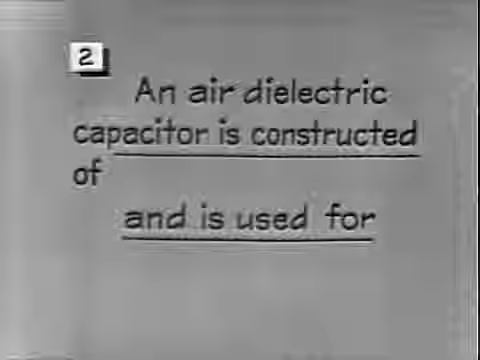 2
An air dielectric
capacitor is constructed
of
and is used for